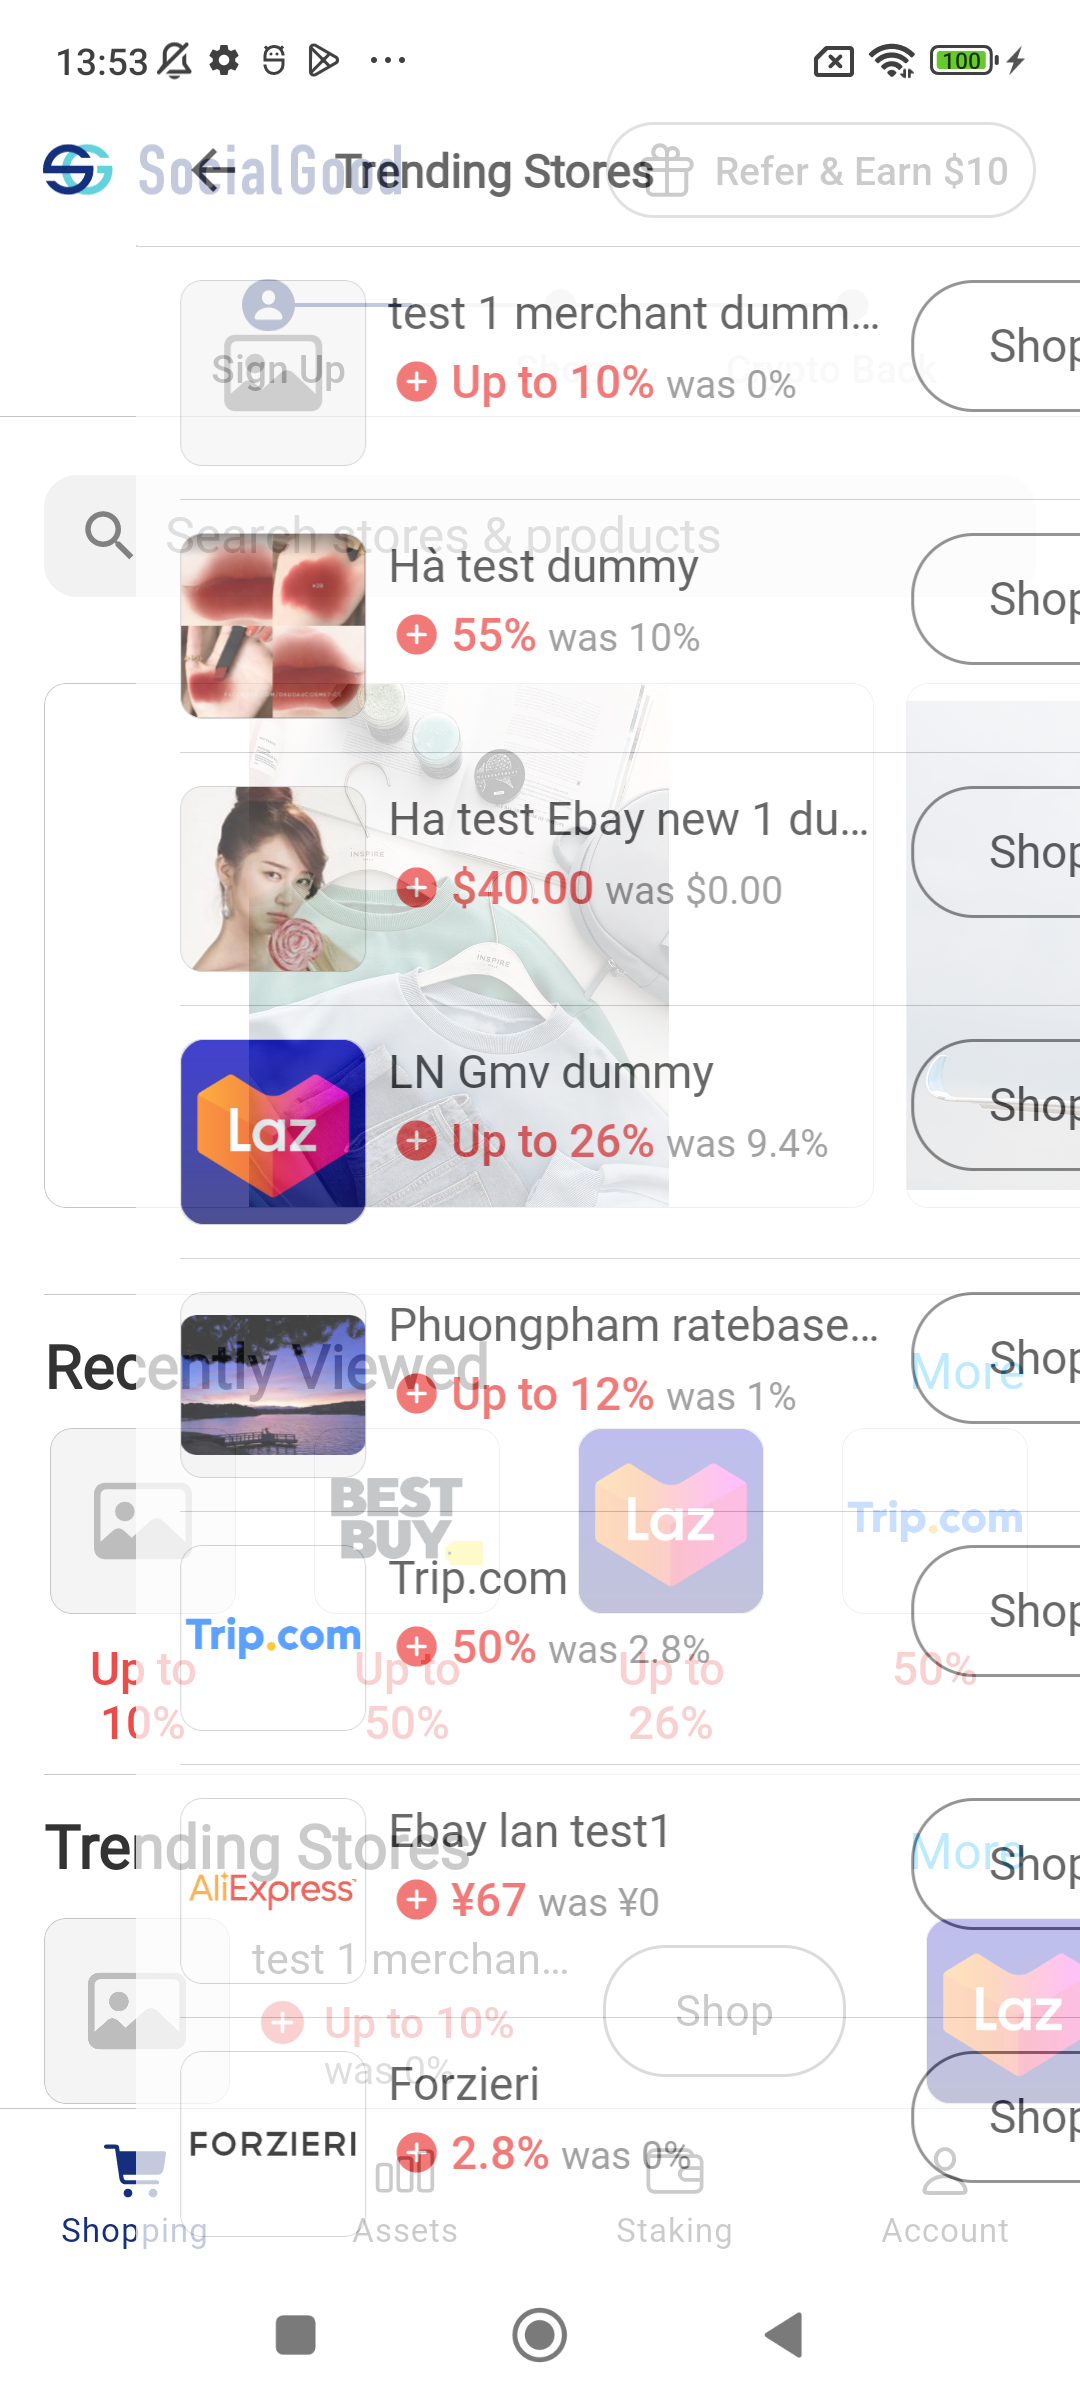 13:53
100
SocialGood
Trending Stores
Refer & Earn $10
test 1 merchant dumm...
Shop
Sign Up
Shop
Crypto Back
Up to 10% was 0%
Search stores & products
Hà test dummy
Shop
55% was 10%
Ha test Ebay new 1 du...
Shop
INSPIRE
$40.00 was $0.00
INSPIRE
LN Gmv dummy
Laz
Shop
Up to 26% was 9.4%
Phuongpham ratebase...
Shop
Recently Viewed
More
Up to 12% was 1%
BEST
BUY
Laz
Trip.com
Trip.com
Shop
Trip.com
50% was 2.8%
Up to
10%
Up to
50%
Up to
26%
50%
Trending Stores
More
Ebay lan test1
Shop
AliExpress
¥67 was ¥0
test 1 merchan...
Shop
Laz
Up to 10%
was 0%
Forzieri
Shop
FORZIERI
2.8% was 0%
Shopping
Assets
Staking
Account